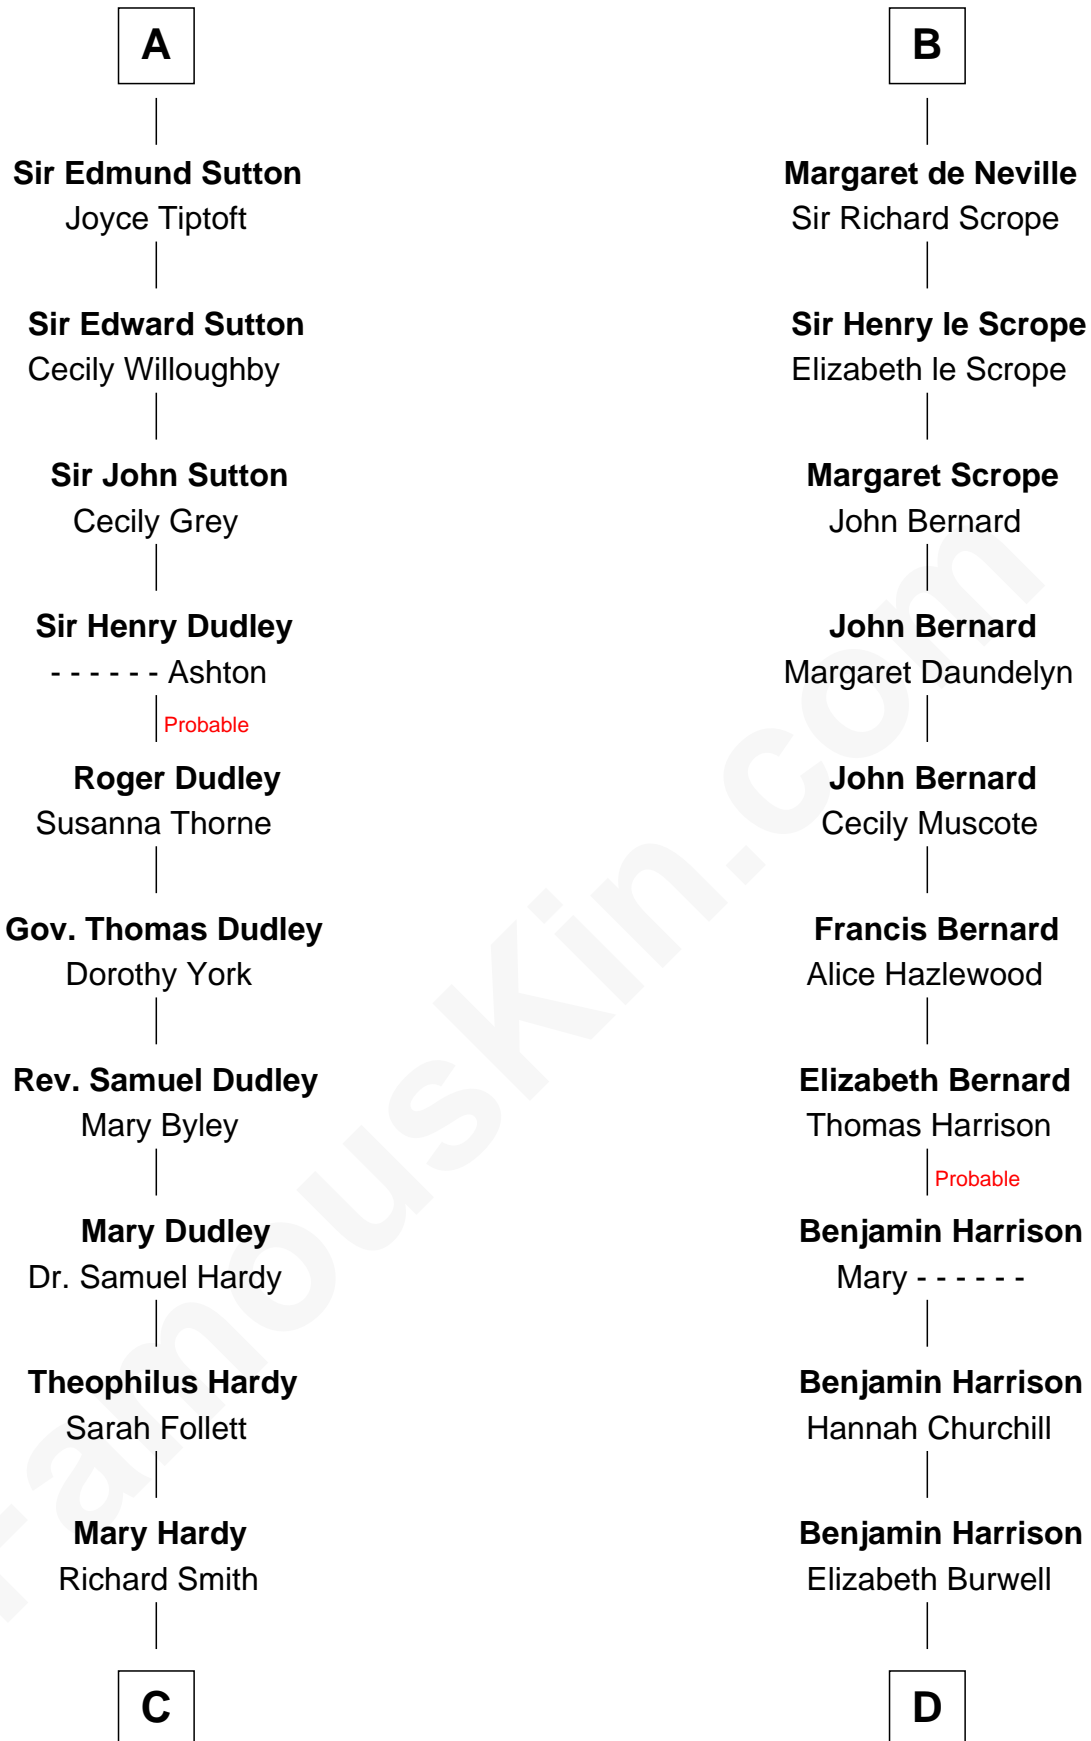 A
Sir Edmund Sutton
Joyce Tiptoft
Sir Edward Sutton
Cecily Willoughby
Sir John Sutton
Cecily Grey
Sir Henry Dudley
- - - - - - Ashton
Probable
Roger Dudley
Susanna Thorne
Gov. Thomas Dudley
Dorothy York
Rev. Samuel Dudley
Mary Byley
Mary Dudley
Dr. Samuel Hardy
Theophilus Hardy
Sarah Follett
Mary Hardy
Richard Smith
C
B
Margaret de Neville
Sir Richard Scrope
Sir Henry le Scrope
Elizabeth le Scrope
Margaret Scrope
John Bernard
John Bernard
Margaret Daundelyn
John Bernard
Cecily Muscote
Francis Bernard
Alice Hazlewood
Elizabeth Bernard
Thomas Harrison
Probable
Benjamin Harrison
Mary - - - - - -
Benjamin Harrison
Hannah Churchill
Benjamin Harrison
Elizabeth Burwell
D
FamousKin.com